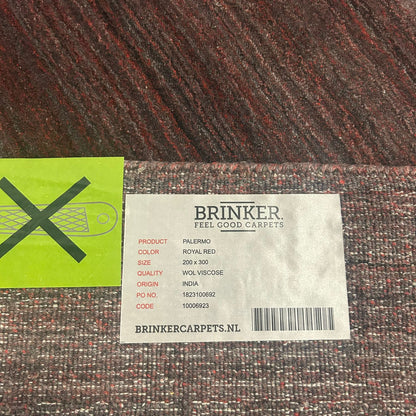 BRINKER.
FEEL GOOD CARPETS
PRODUCT PALERMO
COLOR ROYAL RED
SIZE 200 x 300
QUALITY WOL VISCOSE
ORIGIN INDIA
PO NO. 1823100692
CODE 10006923
BRINKERCARPETS.NL